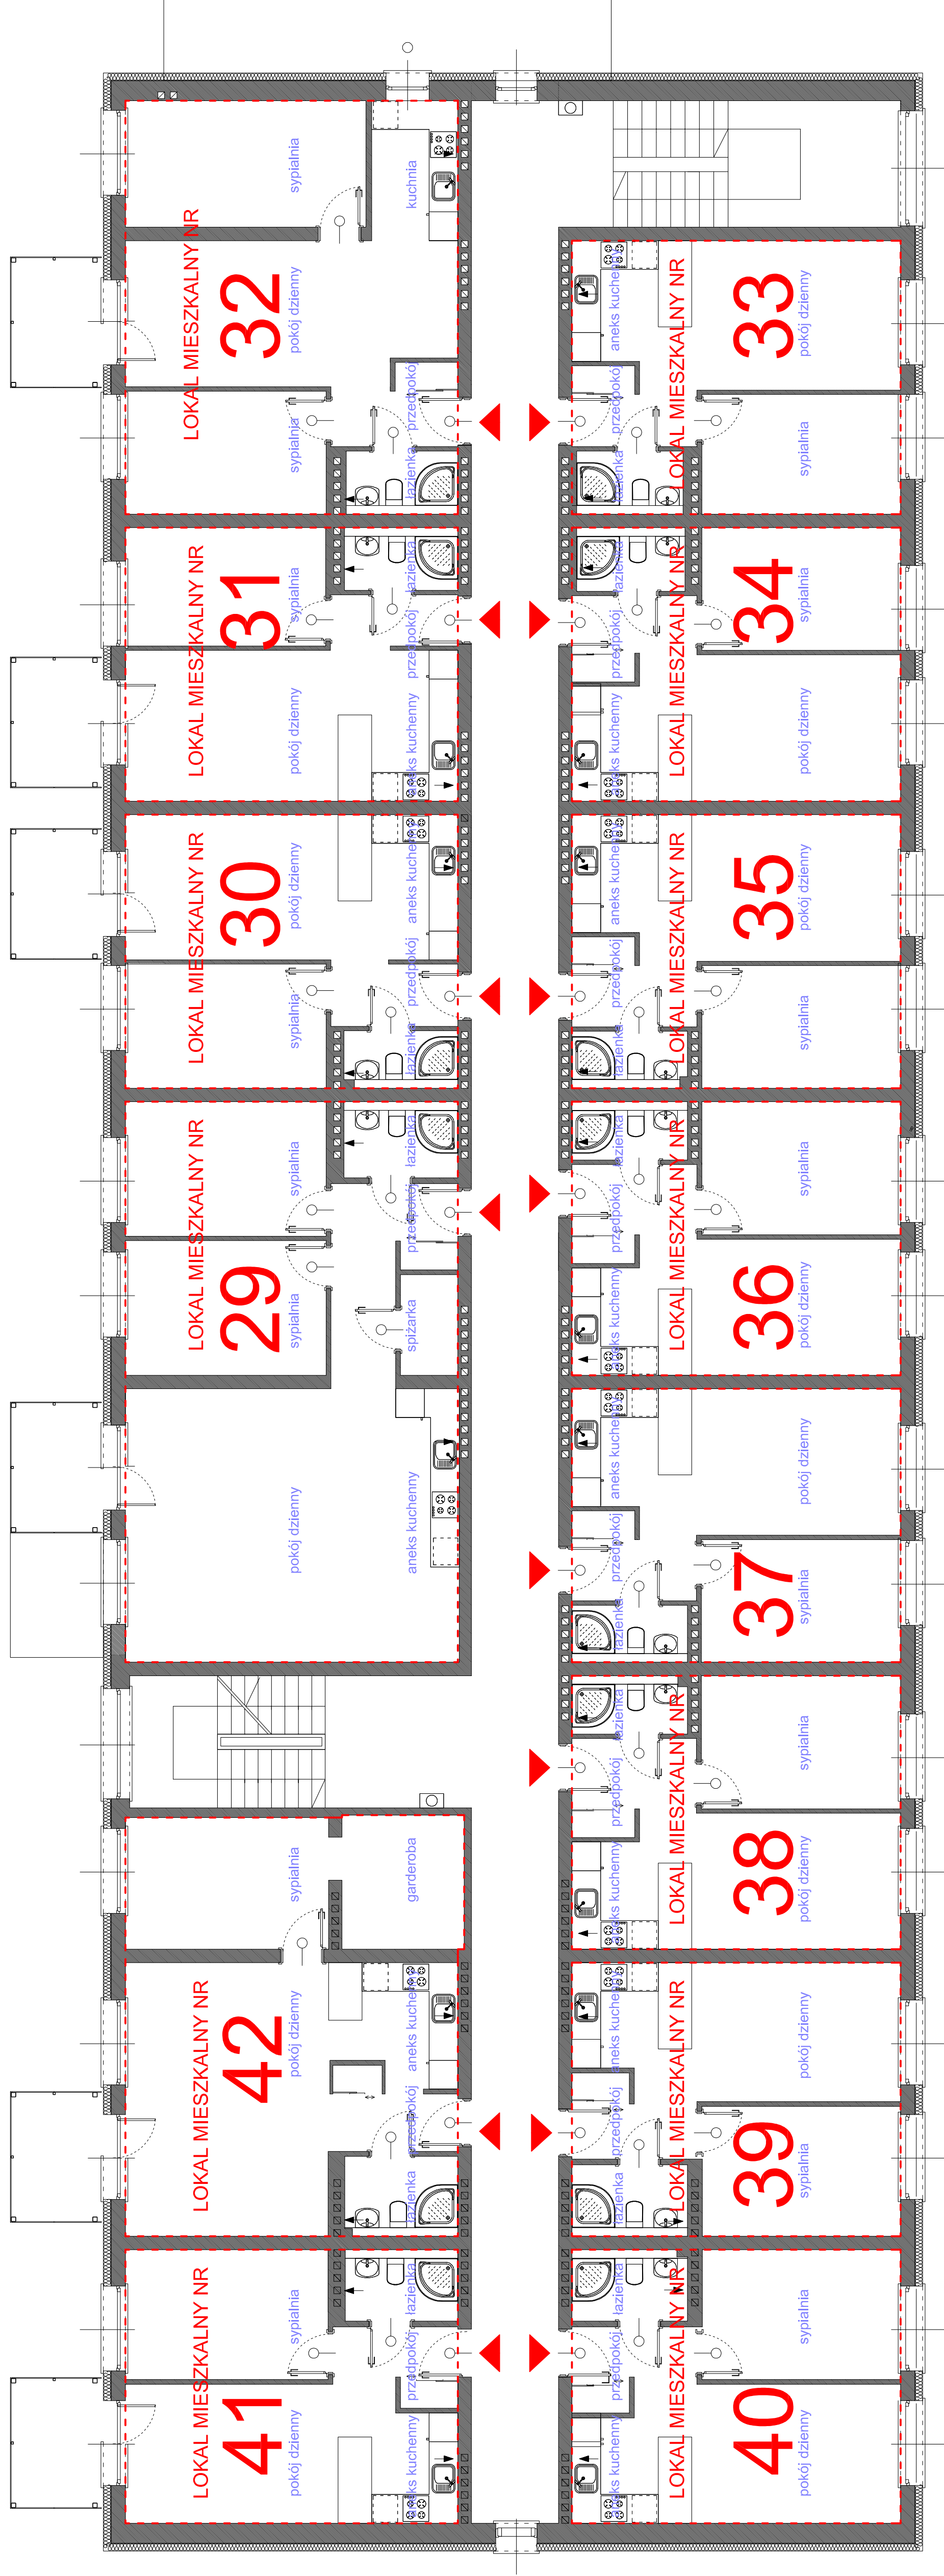 sypialnia
kuchnia
LOKAL MIESZKALNY NR
32
pokój dzienny
sypialnia
przedpokój
łazienka
LOKAL MIESZKALNY NR
33
pokój dzienny
aneks kuchenny
przedpokój
łazienka
sypialnia
LOKAL MIESZKALNY NR
31
sypialnia
łazienka
przedpokój
pokój dzienny
aneks kuchenny
LOKAL MIESZKALNY NR
34
sypialnia
łazienka
przedpokój
pokój dzienny
aneks kuchenny
LOKAL MIESZKALNY NR
30
pokój dzienny
aneks kuchenny
przedpokój
łazienka
sypialnia
LOKAL MIESZKALNY NR
35
pokój dzienny
aneks kuchenny
przedpokój
łazienka
sypialnia
LOKAL MIESZKALNY NR
29
sypialnia
łazienka
przedpokój
sypialnia
spiżarka
pokój dzienny
aneks kuchenny
LOKAL MIESZKALNY NR
36
sypialnia
łazienka
przedpokój
pokój dzienny
aneks kuchenny
37
pokój dzienny
aneks kuchenny
przedpokój
łazienka
sypialnia
LOKAL MIESZKALNY NR
38
sypialnia
łazienka
przedpokój
pokój dzienny
aneks kuchenny
sypialnia
garderoba
LOKAL MIESZKALNY NR
42
pokój dzienny
aneks kuchenny
przedpokój
łazienka
LOKAL MIESZKALNY NR
39
pokój dzienny
aneks kuchenny
przedpokój
łazienka
sypialnia
LOKAL MIESZKALNY NR
41
sypialnia
łazienka
przedpokój
pokój dzienny
aneks kuchenny
LOKAL MIESZKALNY NR
40
sypialnia
łazienka
przedpokój
pokój dzienny
aneks kuchenny